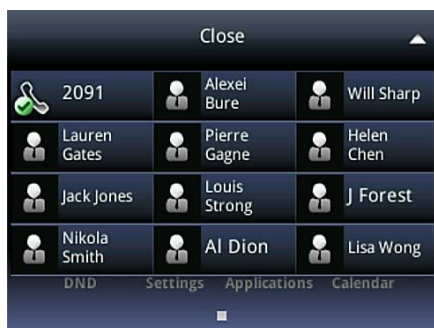 Close
2091
Alexei
Bure
Will Sharp
Lauren
Gates
Pierre
Gagne
Helen
Chen
Jack Jones
Louis
Strong
J Forest
Nikola
Smith
Al Dion
Lisa Wong
DND Settings Applications Calendar